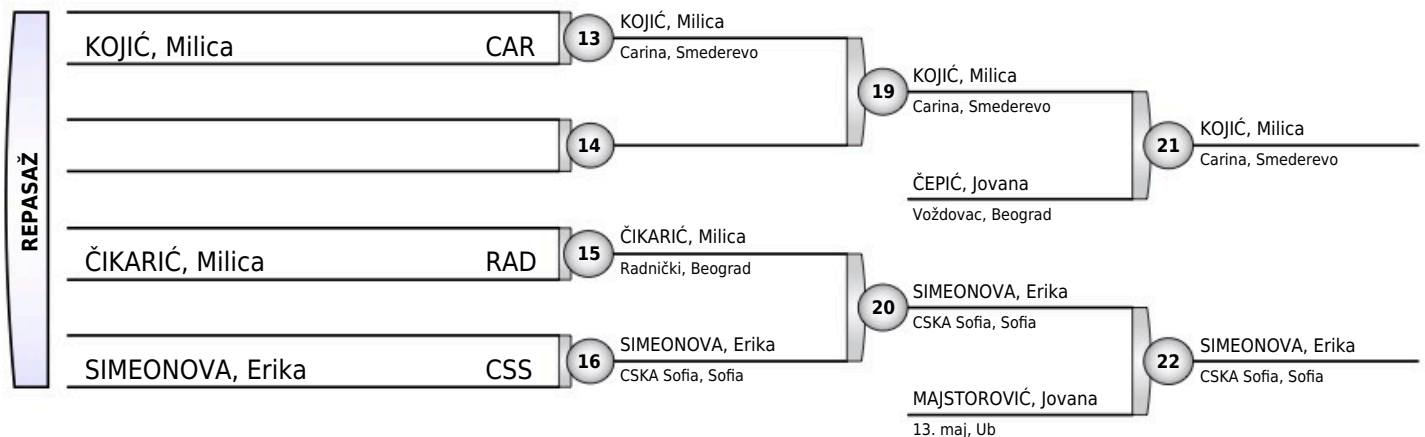 REPASAŽ
KOJIĆ, Milica CAR
13
KOJIĆ, Milica
Carina, Smederevo
14
19
KOJIĆ, Milica
Carina, Smederevo
ČEPIĆ, Jovana
Voždovac, Beograd
21
KOJIĆ, Milica
Carina, Smederevo
ČIKARIĆ, Milica RAD
15
ČIKARIĆ, Milica
Radnički, Beograd
SIMEONOVA, Erika CSS
16
SIMEONOVA, Erika
CSKA Sofia, Sofia
20
SIMEONOVA, Erika
CSKA Sofia, Sofia
MAJSTOROVIĆ, Jovana
13. maj, Ub
22
SIMEONOVA, Erika
CSKA Sofia, Sofia